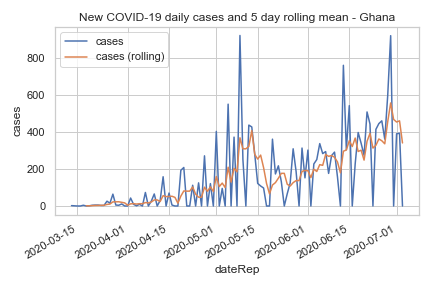 New COVID-19 daily cases and 5 day rolling mean - Ghana
cases
cases (rolling)
cases
800
600
400
200
0
2020-03-15
2020-04-01
2020-04-15
2020-05-01
2020-05-15
2020-06-01
2020-06-15
2020-07-01
dateRep